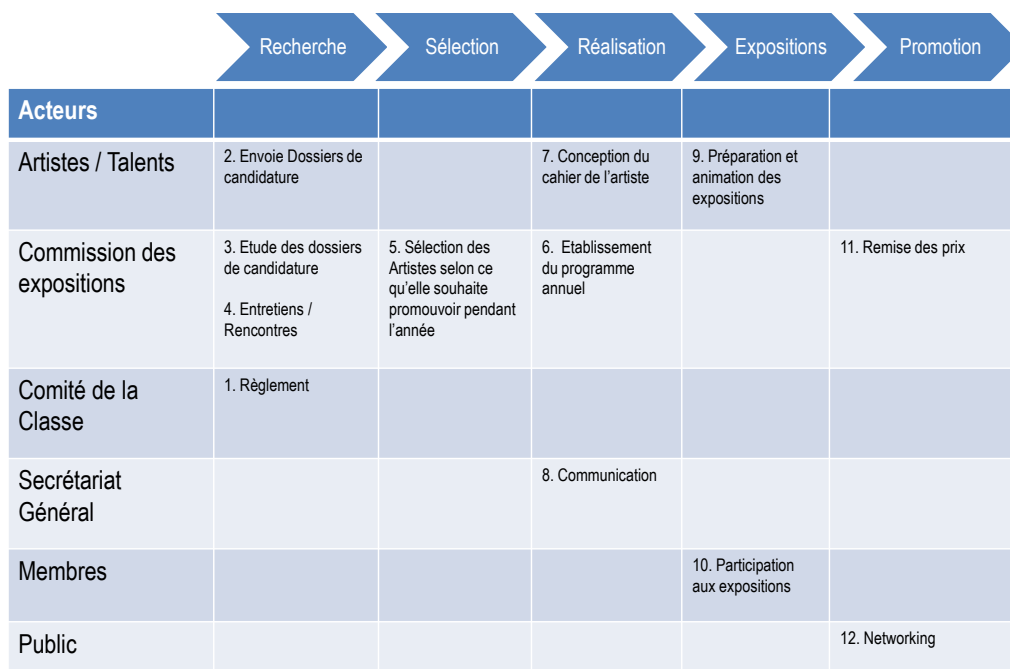 Recherche
Sélection
Réalisation
Expositions
Promotion
Acteurs
Artistes / Talents
2. Envoie Dossiers de
candidature
7. Conception du
cahier de l'artiste
9. Préparation et
animation des
expositions
Commission des
expositions
3. Etude des dossiers
de candidature
4. Entretiens /
Rencontres
5. Sélection des
Artistes selon ce
qu'elle souhaite
promouvoir pendant
l'année
6. Etablissement
du programme
annuel
11. Remise des prix
Comité de la
Classe
1. Règlement
Secrétariat
Général
8. Communication
Membres
10. Participation
aux expositions
Public
12. Networking